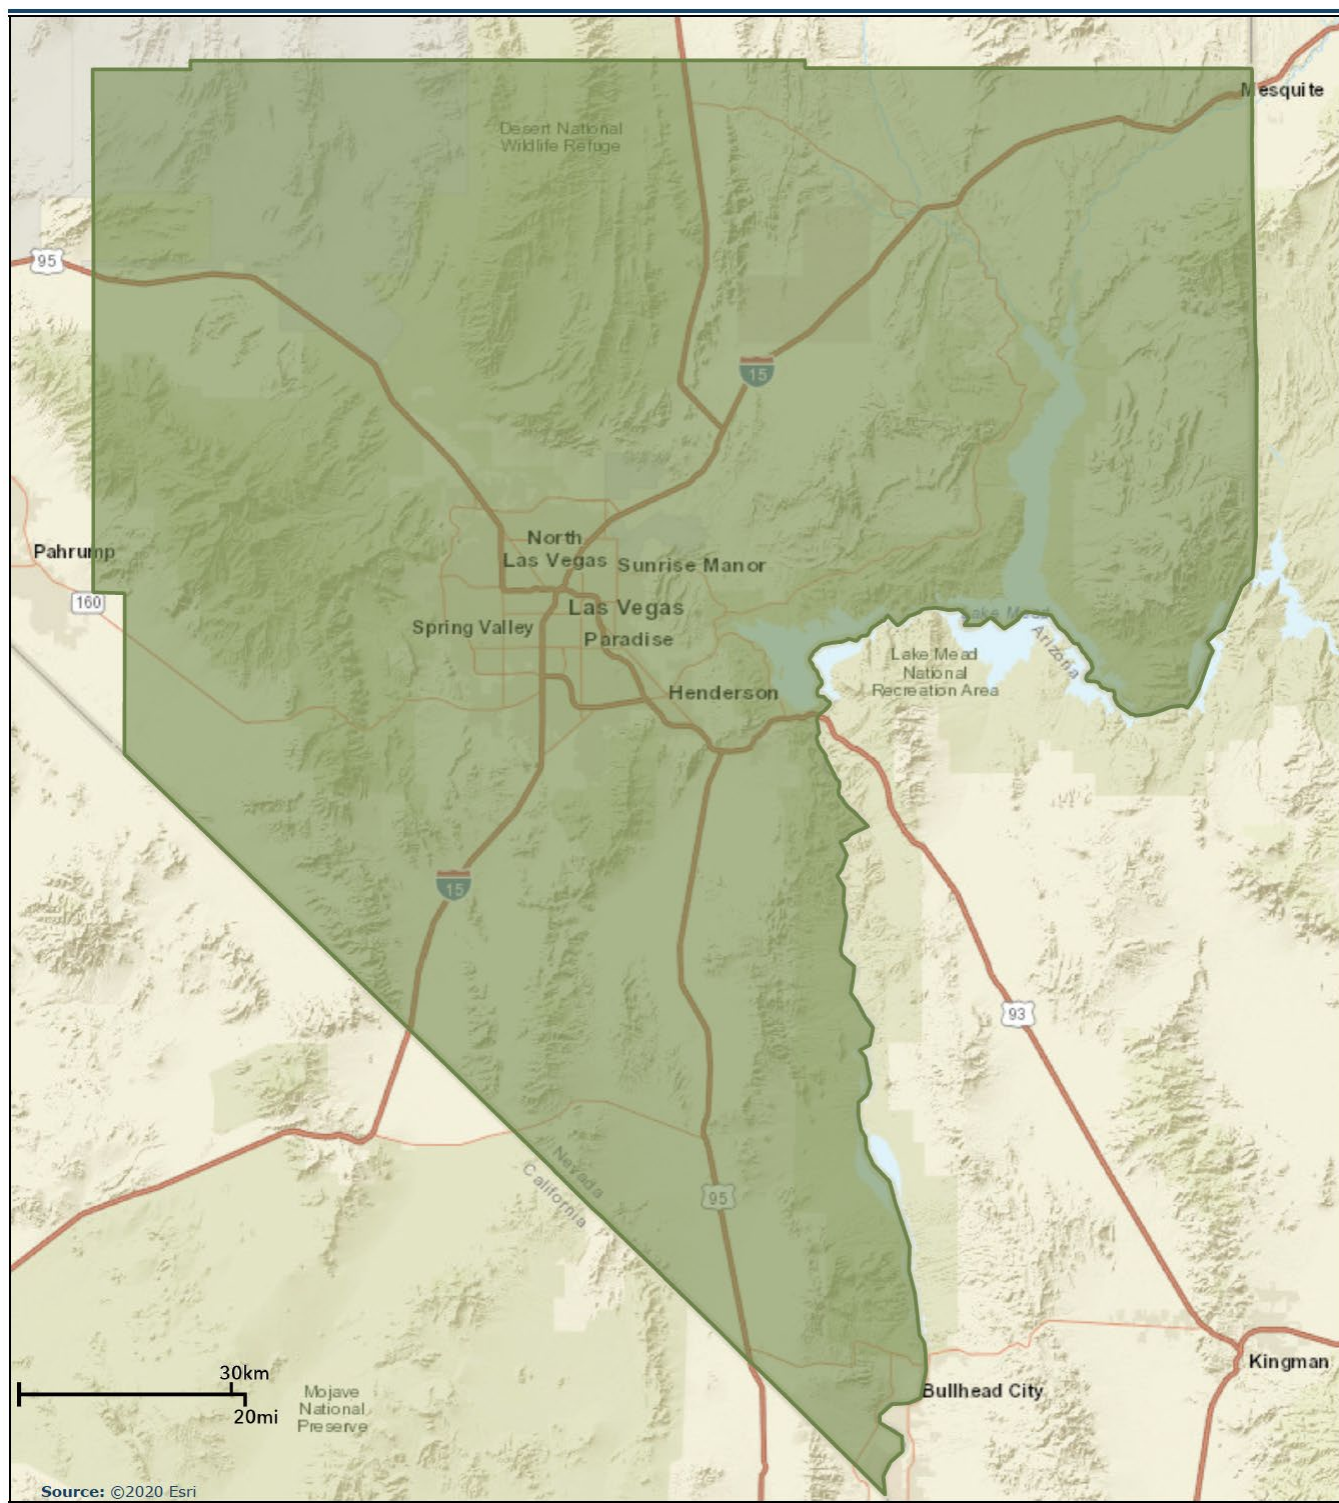 Mesquite
Desert National
Wildlife Refuge
95
15
Pahrump
160
North
Las Vegas
Sunrise Manor
Las Vegas
Spring Valley
Paradise
Henderson
Lake Mead
Arizona
Lake Mead
National
Recreation Area
15
93
Nevada
California
95
Kingman
Bullhead City
30km
20mi
Mojave
National
Preserve
Source: ©2020 Esri